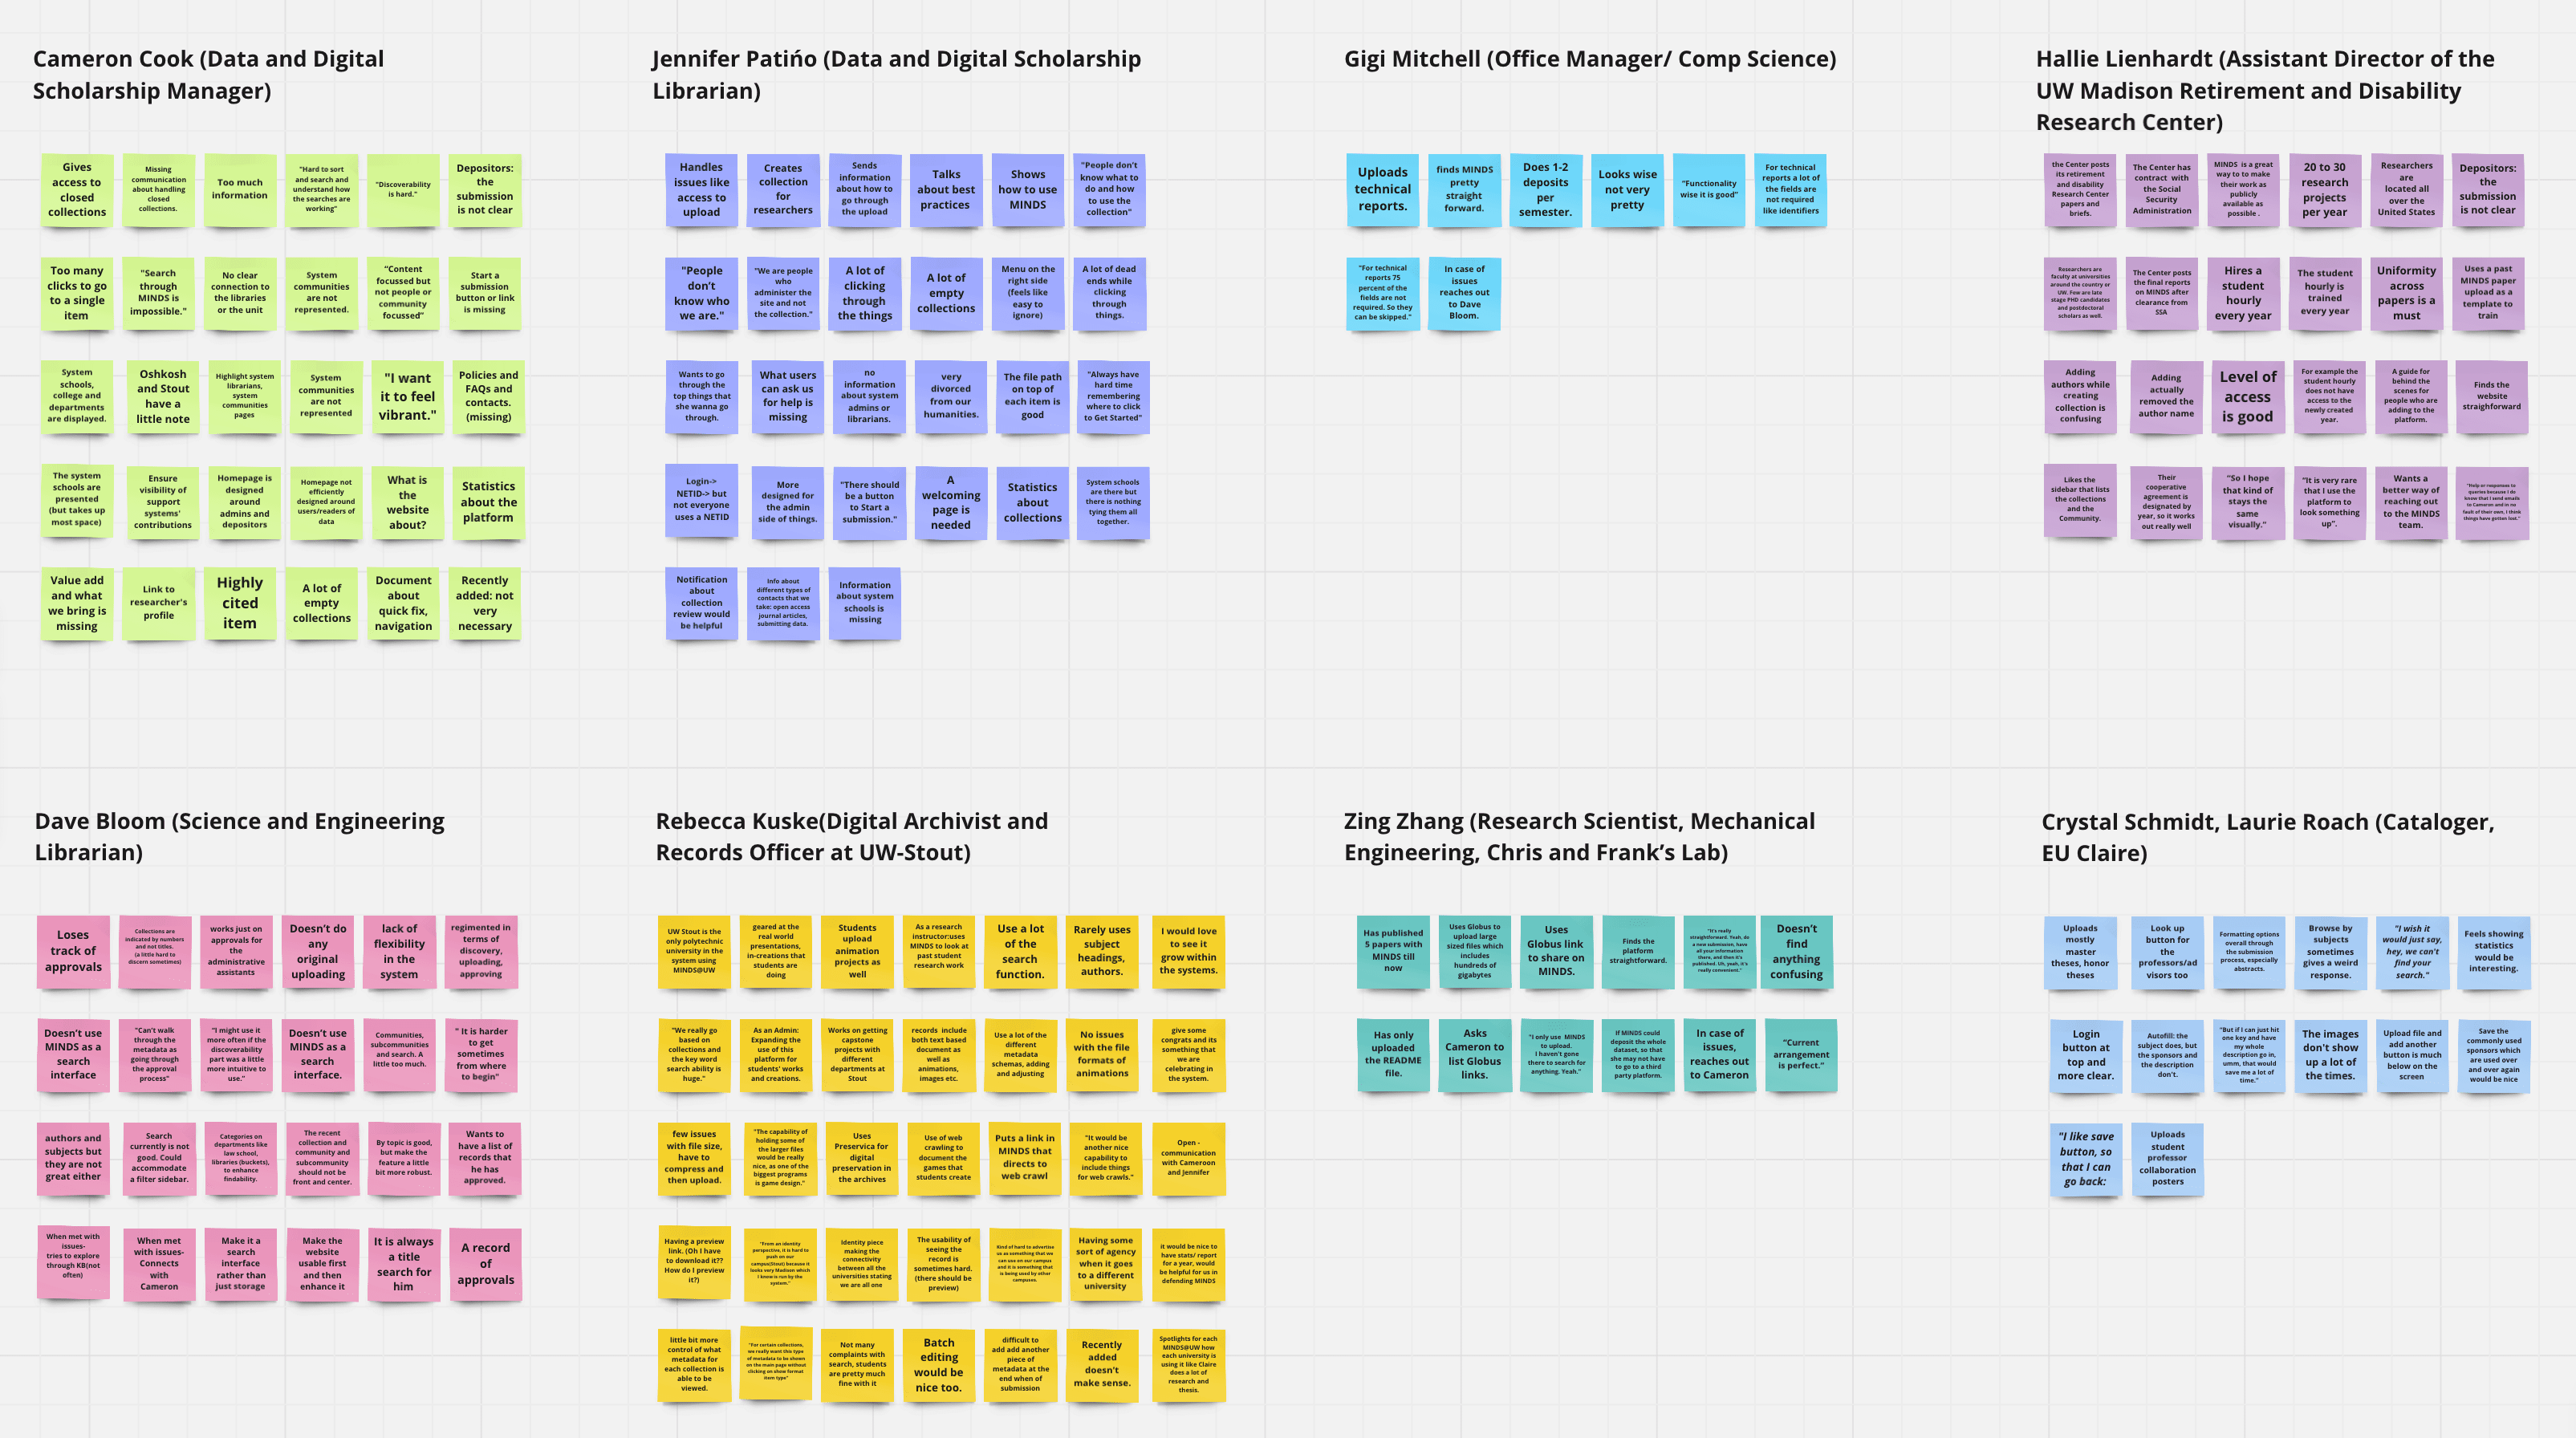 Cameron Cook (Data and Digital
Scholarship Manager)
Gives
access to
closed
collections
Missing
communication
about handling
closed
collections.
Too much
information
"Hard to sort
and search and
understand how
the searches are
working"
"Discoverability
is hard."
Depositors:
the
submission
is not clear
Too many
clicks to go
to a single
item
"Search
through
MINDS is
impossible."
No clear
connection to
the libraries
or the unit
System
communities
are not
represented.
"Content
focussed but
not people or
community
focussed"
Start a
submission
button or link
is missing
System
schools,
college and
departments
are displayed.
Oshkosh
and Stout
have a
little note
Highlight system
librarians,
system
communities
pages
System
communities
are not
represented
"I want
it to feel
vibrant."
Policies and
FAQs and
contacts.
(missing)
The system
schools are
presented
(but takes up
most space)
Ensure
visibility of
support
systems'
contributions
Homepage is
designed
around
admins and
depositors
Homepage not
efficiently
designed around
users/readers of
data
What is
the
website
about?
Statistics
about the
platform
Value add
and what
we bring is
missing
Link to
researcher's
profile
Highly
cited
item
A lot of
empty
collections
Document
about
quick fix,
navigation
Recently
added: not
very
necessary
Jennifer Patińo (Data and Digital Scholarship
Librarian)
Handles
issues like
access to
upload
Creates
collection
for
researchers
Sends
information
about how to
go through
the upload
Talks
about best
practices
Shows
how to use
MINDS
"People don't
know what to
do and how
to use the
collection"
"People
don't
know who
we are."
"We are people
who
administer the
site and not
the collection."
A lot of
clicking
through
the things
A lot of
empty
collections
Menu on the
right side
(feels like
easy to
ignore)
A lot of dead
ends while
clicking
through
things.
Wants to go
through the
top things that
she wanna go
through.
What users
can ask us
for help is
missing
no
information
about system
admins or
librarians.
very
divorced
from our
humanities.
The file path
on top of
each item is
good
"Always have
hard time
remembering
where to click
to Get Started"
Login->
NETID-> but
not everyone
uses a NETID
More
designed for
the admin
side of things.
"There should
be a button
to Start a
submission."
A
welcoming
page is
needed
Statistics
about
collections
System schools
are there but
there is nothing
tying them all
together.
Notification
about
collection
review would
be helpful
Info about
different types of
contacts that we
take: open access
journal articles,
submitting data.
Information
about system
schools is
missing
Gigi Mitchell (Office Manager/ Comp Science)
Uploads
technical
reports.
finds MINDS
pretty
straight
forward.
Does 1-2
deposits
per
semester.
Looks wise
not very
pretty
"Functionality
wise it is good"
For technical
reports a lot of
the fields are
not required
like identifiers
"For technical
reports 75
percent of the
fields are not
required. So they
can be skipped."
In case of
issues
reaches out
to Dave
Bloom.
Hallie Lienhardt (Assistant Director of the
UW Madison Retirement and Disability
Research Center)
the Center posts
its retirement
and disability
Research Center
papers and
briefs.
The Center has
contract with
the Social
Security
Administration
MINDS is a great
way to to make
their work as
publicly
available as
possible .
20 to 30
research
projects
per year
Researchers
are
located all
over the
United States
Depositors:
the
submission
is not clear
Researchers are
faculty at universities
around the country or
UW. Few are late
stage PHD candidates
and postdoctoral
scholars as well.
The Center posts
the final reports
on MINDS after
clearance from
SSA
Hires a
student
hourly
every year
The student
hourly is
trained
every year
Uniformity
across
papers is a
must
Uses a past
MINDS paper
upload as a
template to
train
Adding
authors while
creating
collection is
confusing
Adding
actually
removed the
author name
Level of
access
is good
For example the
student hourly does
not have
access to the
newly created
year.
A guide for
behind the
scenes for
people who are
adding to the
platform.
Finds the
website
straighforward
Likes the
sidebar that lists
the collections
and the
Community.
Their
cooperative
agreement is
designated by
year, so it works
out really well
"So I hope
that kind of
stays the
same
visually."
"It is very rare
that I use the
platform to
look something
up".
Wants a
better way of
reaching out
to the MINDS
team.
"Help or responses to
queries because I do
know that I send emails
to Cameron and in no
fault of their own, I think
things have gotten lost."
Dave Bloom (Science and Engineering
Librarian)
Loses
track of
approvals
Collections are
indicated by numbers
and not titles.
(a little hard to
discern sometimes)
works just on
approvals for
the
administrative
assistants
Doesn't do
any
original
uploading
lack of
flexibility
in the
system
regimented in
terms of
discovery,
uploading,
approving
Doesn't use
MINDS as a
search
interface
"Can't walk
through the
metadata as
going through
the approval
process"
"I might use it
more often if the
discoverability
part was a little
more intuitive to
use."
Doesn't use
MINDS as a
search
interface.
Communities,
subcommunities
and search. A
little too much.
" It is harder
to get
sometimes
from where
to begin"
authors and
subjects but
they are not
great either
Search
currently is not
good. Could
accommodate
a filter sidebar.
Categories on
departments like
law school,
libraries (buckets),
to enhance
findability.
The recent
collection and
community and
subcommunity
should not be
front and center.
By topic is good,
but make the
feature a little
bit more robust.
Wants to
have a list of
records that
he has
approved.
When met with
issues-
tries to explore
through KB(not
often)
When met
with issues-
Connects
with
Cameron
Make it a
search
interface
rather than
just storage
Make the
website
usable first
and then
enhance it
It is always
a title
search for
him
A record
of
approvals
Rebecca Kuske(Digital Archivist and
Records Officer at UW-Stout)
UW Stout is the
only polytechnic
university in the
system using
MINDS@UW
geared at the
real world
presentations,
in-creations that
students are
doing
Students
upload
animation
projects as
well
As a research
instructor:uses
MINDS to look at
past student
research work
Use a lot
of the
search
function.
Rarely uses
subject
headings,
authors.
I would love
to see it
grow within
the systems.
"We really go
based on
collections and
the key word
search ability is
huge."
As an Admin:
Expanding the
use of this
platform for
students' works
and creations.
Works on getting
capstone
projects with
different
departments at
Stout
records include
both text based
document as
well as
animations,
images etc.
Use a lot of the
different
metadata
schemas, adding
and adjusting
No issues
with the file
formats of
animations
give some
congrats and its
something that
we are
celebrating in
the system.
few issues
with file size,
have to
compress and
then upload.
"The capability of
holding some of
the larger files
would be really
nice, as one of the
biggest programs
is game design."
Uses
Preservica for
digital
preservation in
the archives
Use of web
crawling to
document the
games that
students create
Puts a link in
MINDS that
directs to
web crawl
"It would be
another nice
capability to
include things
for web crawls."
Open -
communication
with Cameroon
and Jennifer
Having a preview
link. (Oh I have
to download it??
How do I preview
it?)
"From an identity
perspective, it is hard to
push on our
campus(Stout) because it
looks very Madison which
I know is run by the
system."
Identity piece
making the
connectivity
between all the
universities stating
we are all one
The usability of
seeing the
record is
sometimes hard.
(there should be
preview)
Kind of hard to advertise
us as something that we
can use on our campus
and it is something that
is being used by other
campuses.
Having some
sort of agency
when it goes
to a different
university
it would be nice to
have stats/ report
for a year, would
be helpful for us in
defending MINDS
little bit more
control of what
metadata for
each collection is
able to be
viewed.
"For certain collections,
we really want this type
of metadata to be shown
on the main page without
clicking on show format
item type"
Not many
complaints with
search, students
are pretty much
fine with it
Batch
editing
would be
nice too.
difficult to
add add another
piece of
metadata at the
end when of
submission
Recently
added
doesn't
make sense.
Spotlights for each
MINDS@UW how
each university is
using it like Claire
does a lot of
research and
thesis.
Zing Zhang (Research Scientist, Mechanical
Engineering, Chris and Frank's Lab)
Has published
5 papers with
MINDS till
now
Uses Globus to
upload large
sized files which
includes
hundreds of
gigabytes
Uses
Globus link
to share on
MINDS.
Finds the
platform
straighforward.
"It's really
straightforward. Yeah, do
a new submission, have
all your information
there, and then it's
published. Uh, yeah, it's
really convenient."
Doesn't
find
anything
confusing
Has only
uploaded
the README
file.
Asks
Cameron to
list Globus
links.
"I only use MINDS
to upload.
I haven't gone
there to search for
anything. Yeah."
If MINDS could
deposit the whole
dataset, so that
she may not have
to go to a third
party platform.
In case of
issues,
reaches out
to Cameron
"Current
arrangement
is perfect."
Crystal Schmidt, Laurie Roach (Cataloger,
EU Claire)
Uploads
mostly
master
theses, honor
theses
Look up
button for
the
professors/ad
visors too
Formatting options
overall through
the submission
process, especially
abstracts.
Browse by
subjects
sometimes
gives a weird
response.
"I wish it
would just say,
hey, we can't
find your
search."
Feels showing
statistics
would be
interesting.
Login
button at
top and
more clear.
Autofill: the
subject does, but
the sponsors and
the description
don't.
"But if I can just hit
one key and have
my whole
description go in,
umm, that would
save me a lot of
time."
The images
don't show
up a lot of
the times.
Upload file and
add another
button is much
below on the
screen
Save the
commonly used
sponsors which
are used over
and over again
would be nice
"I like save
button, so
that I can
go back:
Uploads
student
professor
collaboration
posters